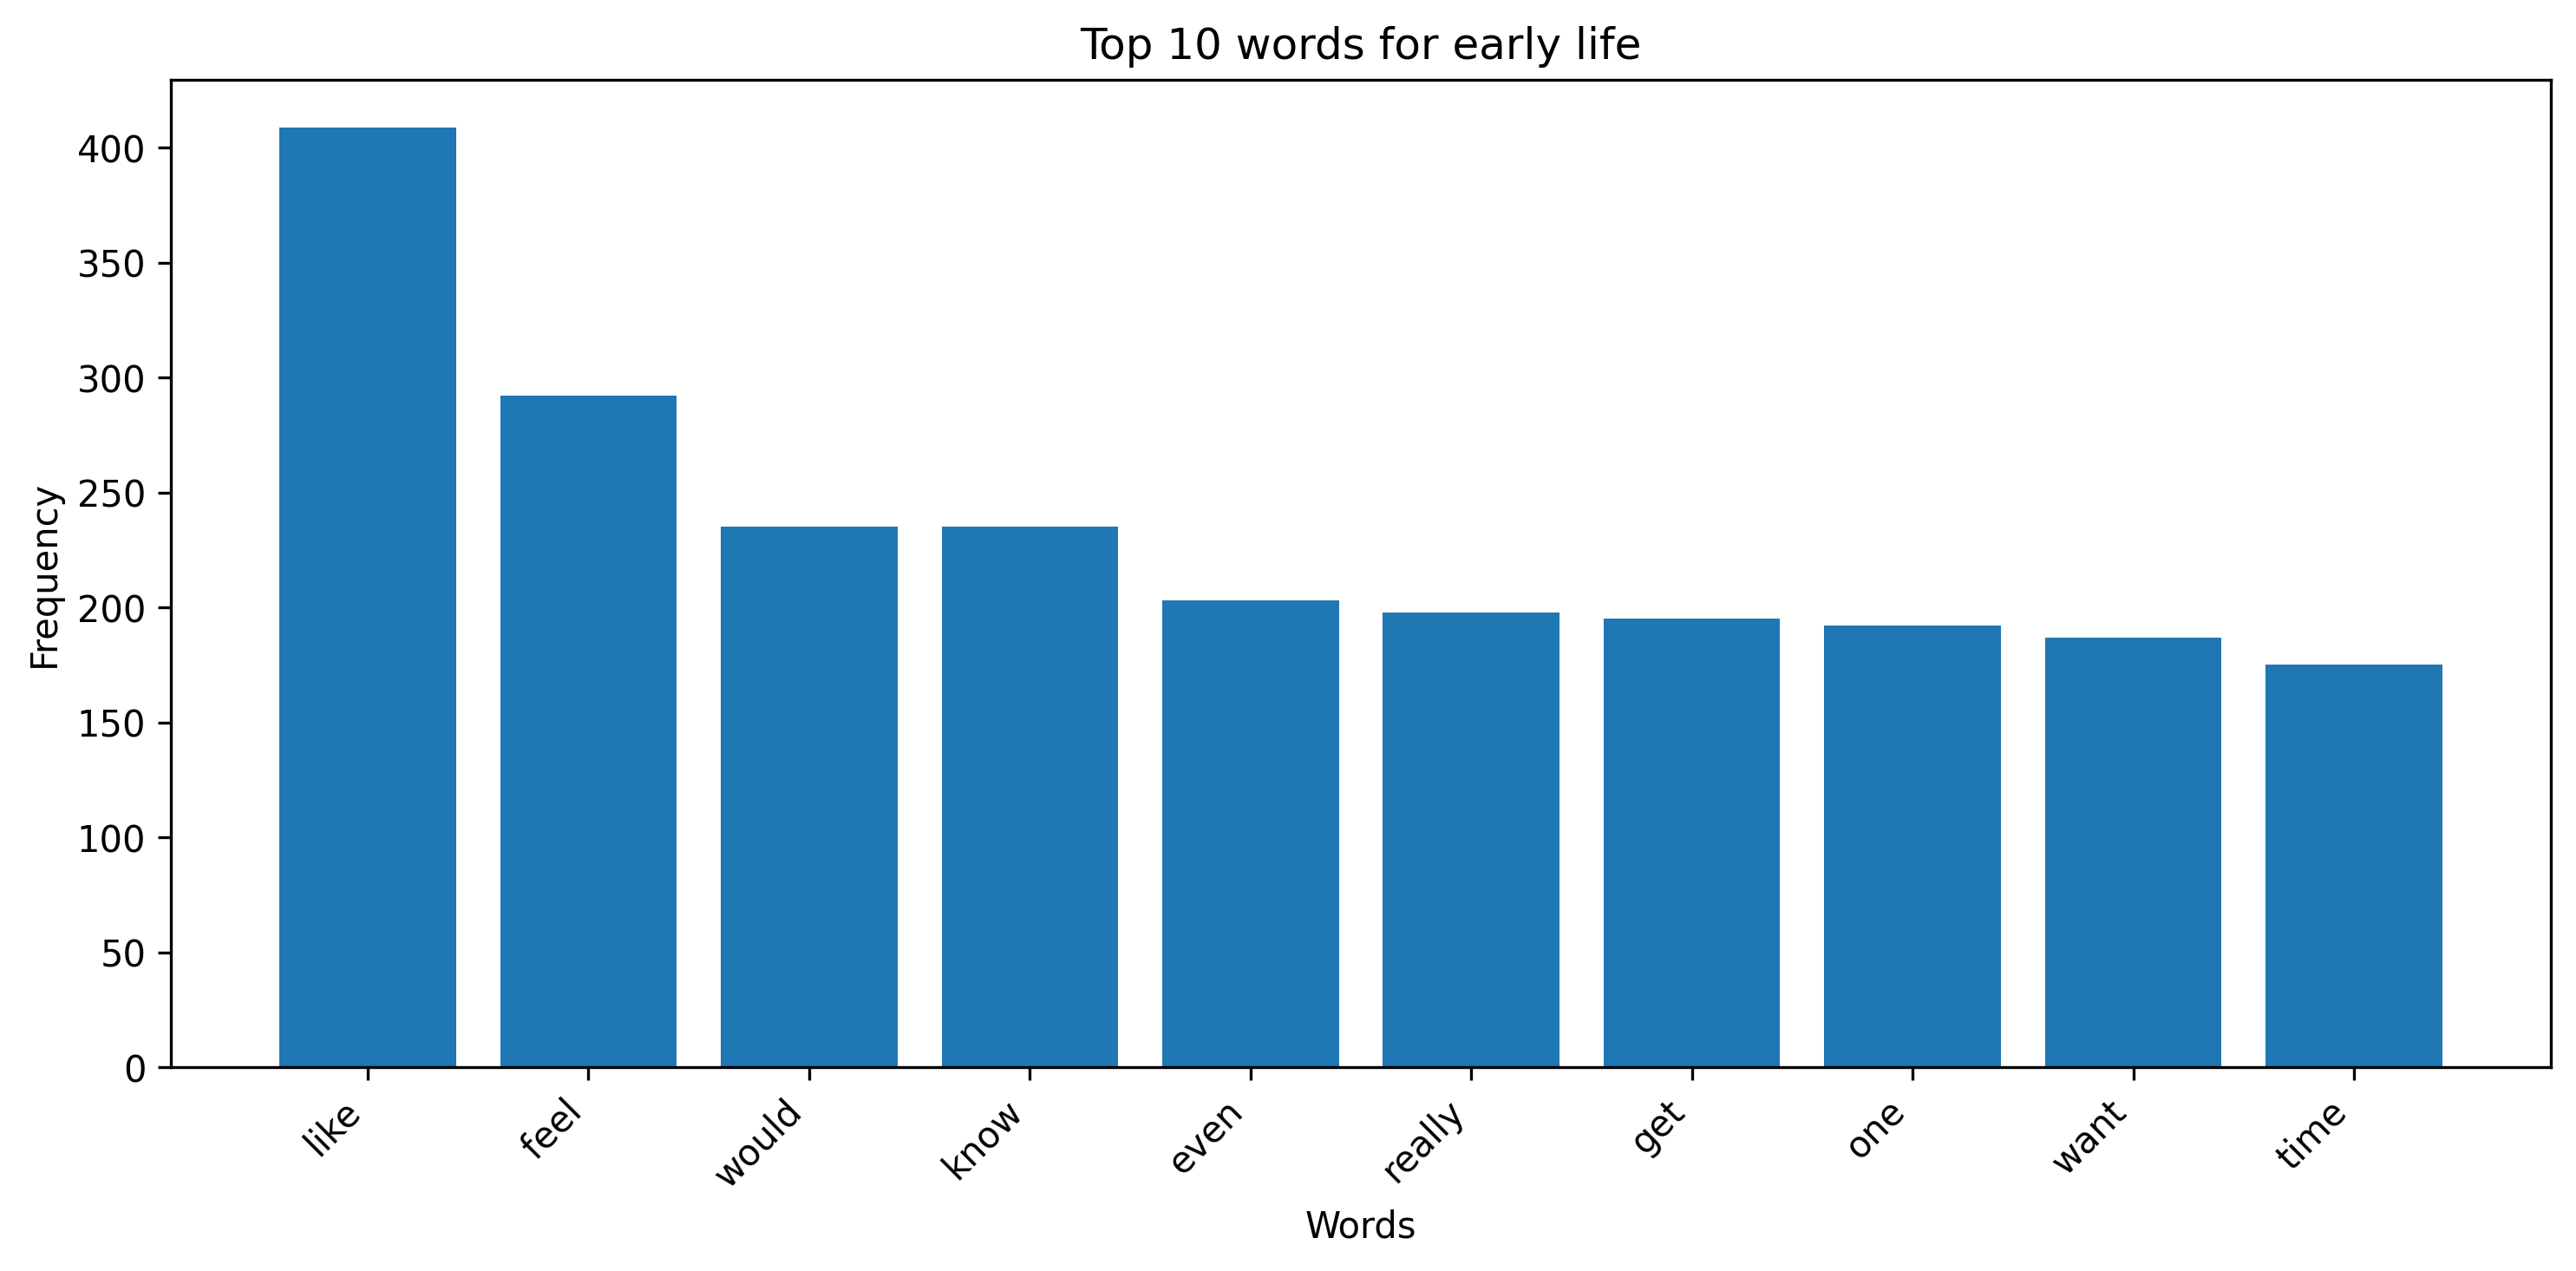 Top 10 words for early life
Frequency
400
350
300
250
200
150
100
50
0
like
feel
would
know
even
really
get
one
want
time
Words